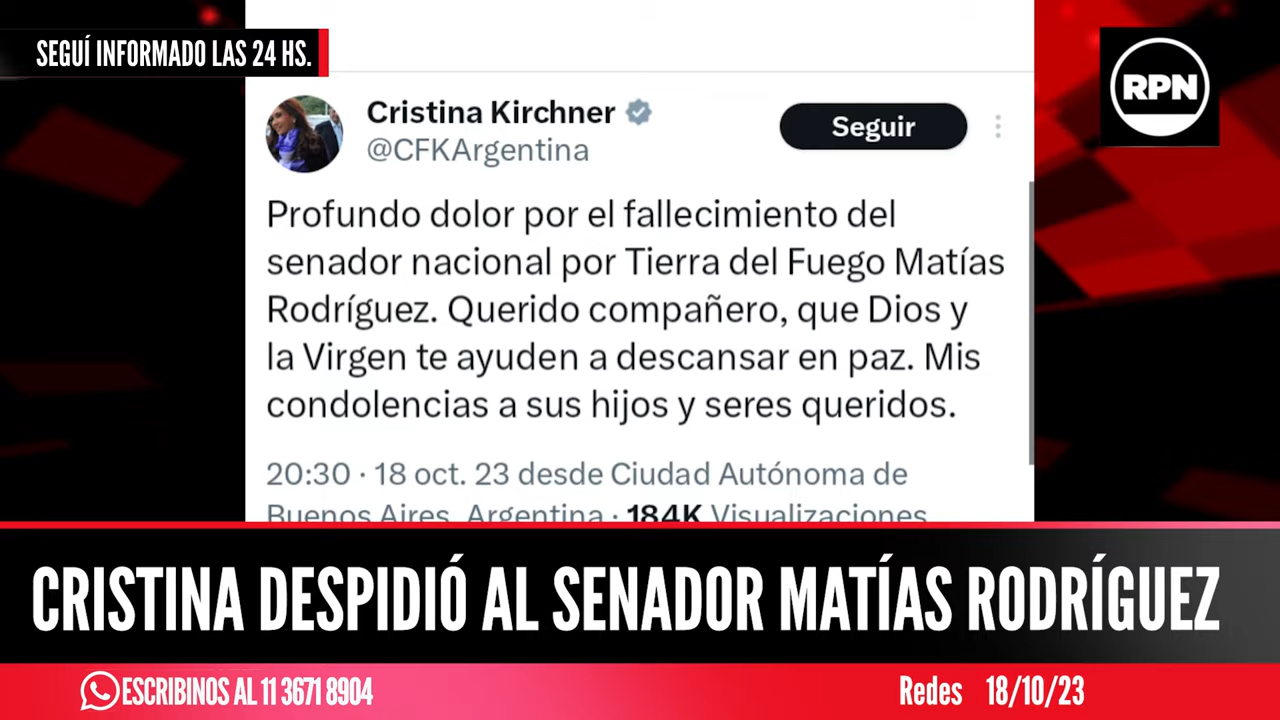 SEGUÍ INFORMADO LAS 24 HS.
RPN
Cristina Kirchner
Seguir
@CFKArgentina
Profundo dolor por el fallecimiento del
senador nacional por Tierra del Fuego Matías
Rodríguez. Querido compañero, que Dios y
la Virgen te ayuden a descansar en paz. Mis
condolencias a sus hijos y seres queridos.
20:30 · 18 oct. 23 desde Ciudad Autónoma de
Buenos Aires, Argentina · 184K Visualizaciones
CRISTINA DESPIDIÓ AL SENADOR MATÍAS RODRÍGUEZ
ESCRIBINOS AL 11 3671 8904
Redes 18/10/23